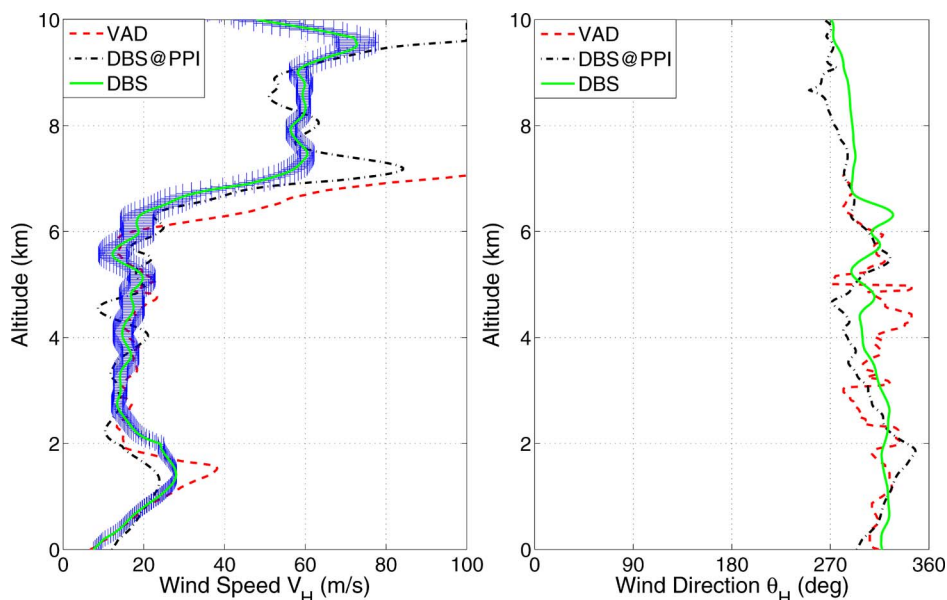 VAD
DBS@PPI
DBS
10
8
6
4
2
0
Altitude (km)
0 20 40 60 80 100
Wind Speed V_H (m/s)
VAD
DBS@PPI
DBS
10
8
6
4
2
0
Altitude (km)
0 90 180 270 360
Wind Direction θ_H (deg)